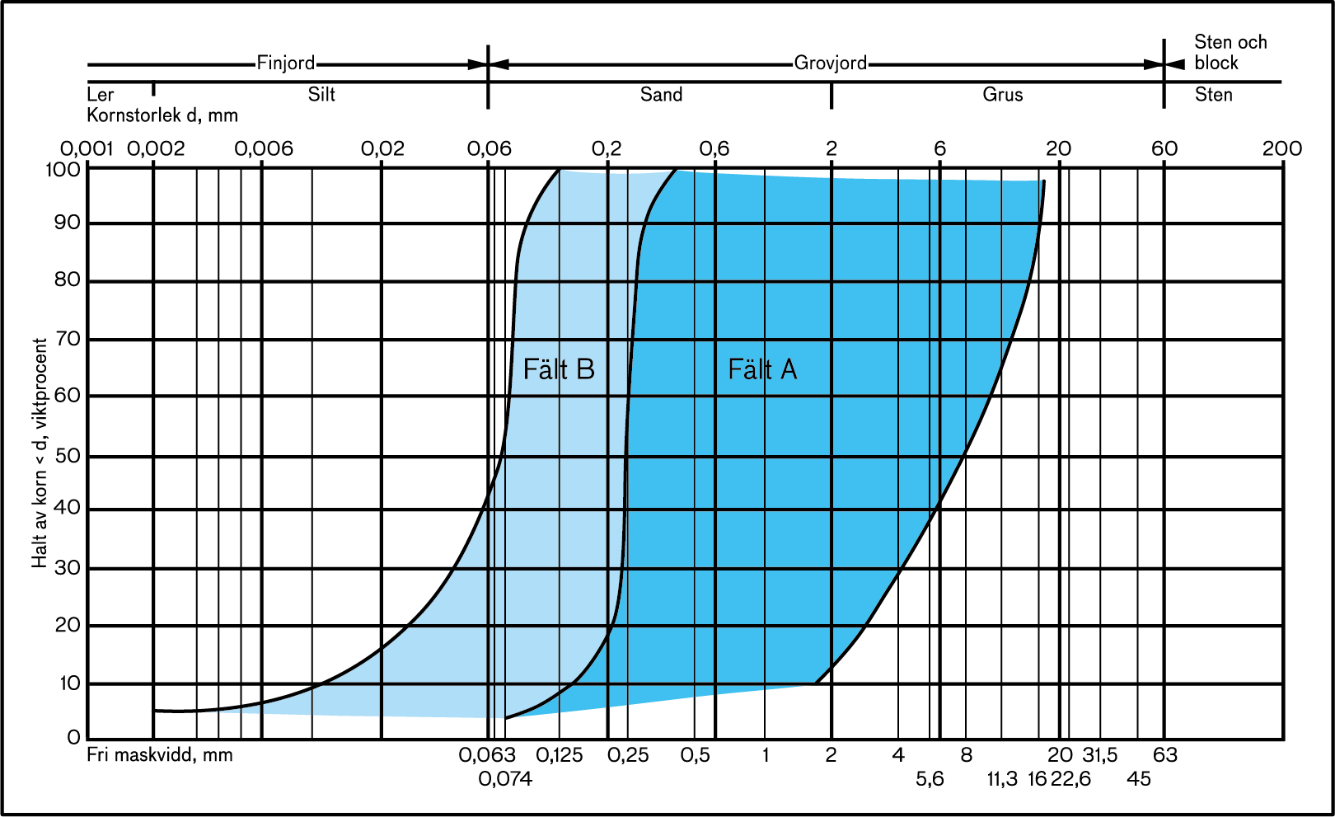 Finjord
Grovjord
Sten och
block
Ler
Silt
Sand
Grus
Sten
Kornstorlek d, mm
0,001 0,002 0,006 0,02 0,06 0,2 0,6 2 6 20 60 200
100
90
80
70
60
50
40
30
20
10
0
Halt av korn < d, viktprocent
Fält B
Fält A
Fri maskvidd, mm
0,063 0,125 0,25 0,5 1 2 4 8 20 31,5 63
0,074 5,6 11,3 16 22,6 45